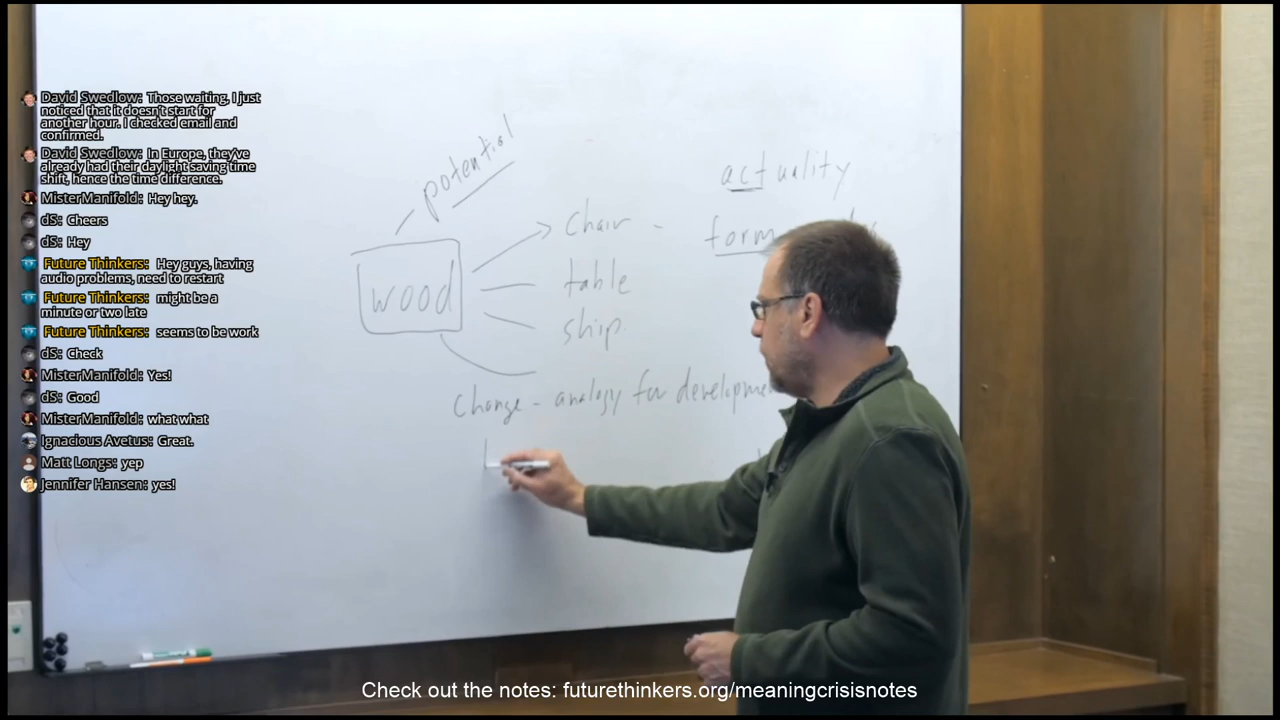 David Swedlow: Those waiting, I just
noticed that it doesn't start for
another hour. I checked email and
confirmed.
David Swedlow: In Europe, they've
already had their daylight saving time
shift, hence the time difference.
MisterManifold: Hey hey.
dS: Cheers
dS: Hey
Future Thinkers: Hey guys, having
audio problems, need to restart
Future Thinkers: might be a
minute or two late
Future Thinkers: seems to be work
dS: Check
MisterManifold: Yes!
dS: Good
MisterManifold: what what
Ignacious Avetus: Great.
Matt Longs: yep
Jennifer Hansen: yes!
potential
actuality
wood
chair -
form
table
ship
change - analogy for developme
Check out the notes: futurethinkers.org/meaningcrisisnotes